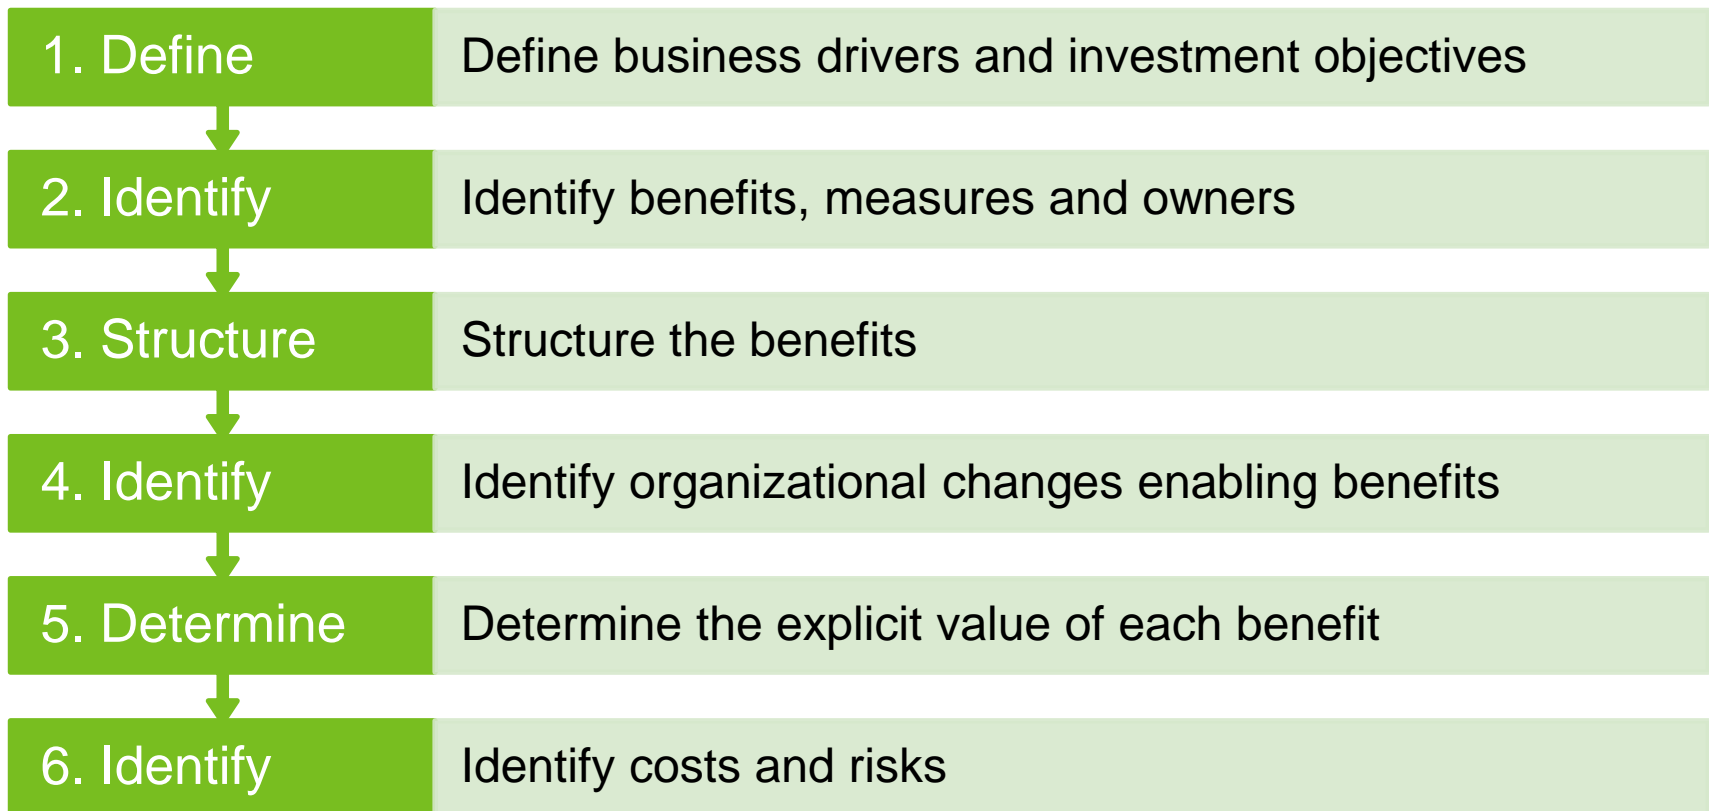 1. Define
Define business drivers and investment objectives
2. Identify
Identify benefits, measures and owners
3. Structure
Structure the benefits
4. Identify
Identify organizational changes enabling benefits
5. Determine
Determine the explicit value of each benefit
6. Identify
Identify costs and risks